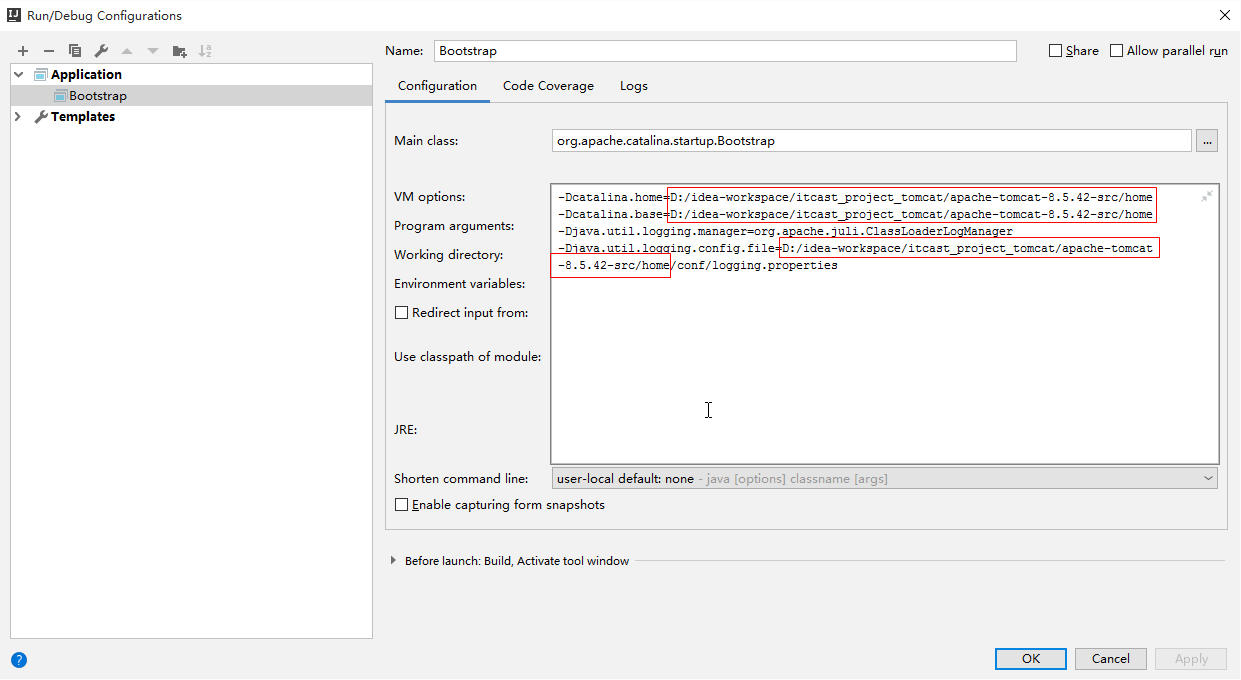 Run/Debug Configurations
Name: Bootstrap
Share
Allow parallel run
Application
Bootstrap
Templates
Configuration
Code Coverage
Logs
Main class: org.apache.catalina.startup.Bootstrap
...
VM options:
-Dcatalina.home=D:/idea-workspace/itcast_project_tomcat/apache-tomcat-8.5.42-src/home
-Dcatalina.base=D:/idea-workspace/itcast_project_tomcat/apache-tomcat-8.5.42-src/home
-Djava.util.logging.manager=org.apache.juli.ClassLoaderLogManager
-Djava.util.logging.config.file=D:/idea-workspace/itcast_project_tomcat/apache-tomcat
-8.5.42-src/home/conf/logging.properties
Program arguments:
Working directory:
Environment variables:
Redirect input from:
Use classpath of module:
JRE:
Shorten command line: user-local default: none - java [options] classname [args]
Enable capturing form snapshots
Before launch: Build, Activate tool window
?
OK
Cancel
Apply